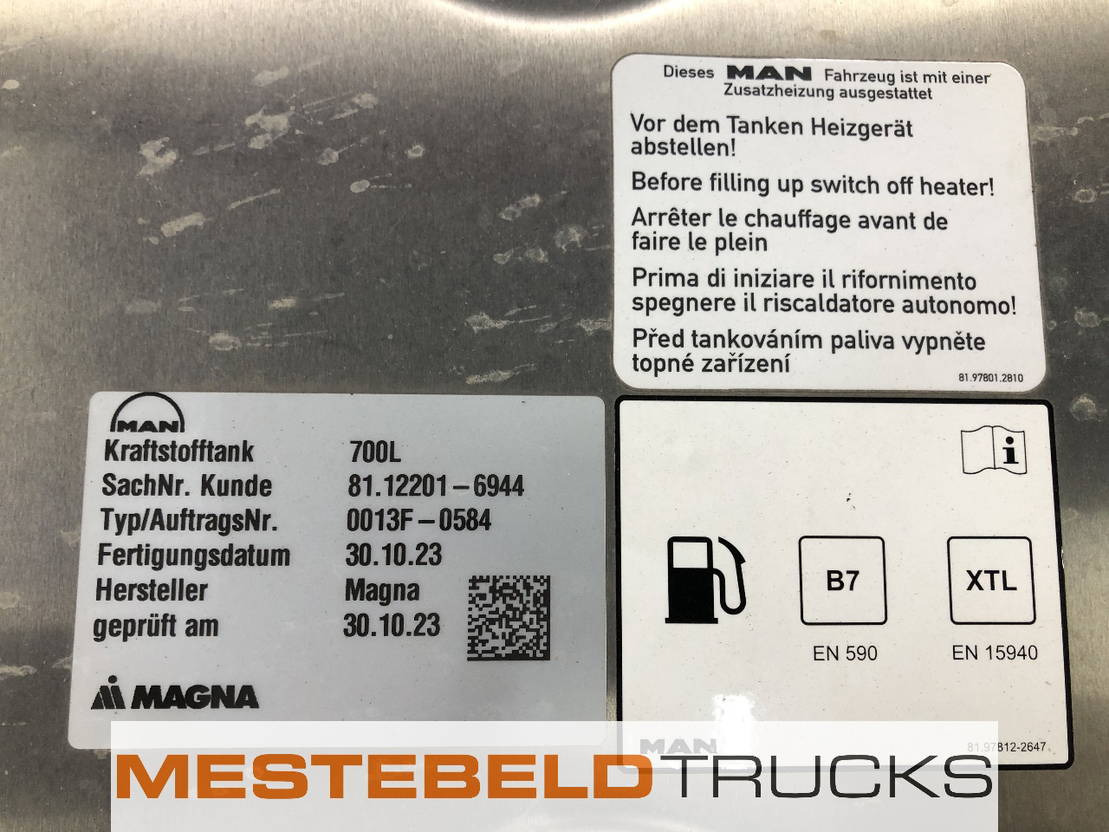 Dieses MAN Fahrzeug ist mit einer
Zusatzheizung ausgestattet
Vor dem Tanken Heizgerät
abstellen!
Before filling up switch off heater!
Arrêter le chauffage avant de
faire le plein
Prima di iniziare il rifornimento
spegnere il riscaldatore autonomo!
Před tankováním paliva vypněte
topné zařízení
81.97801.2810
MAN
Kraftstofftank 700L
SachNr. Kunde 81.12201-6944
Typ/AuftragsNr. 0013F-0584
Fertigungsdatum 30.10.23
Hersteller Magna
geprüft am 30.10.23
MAGNA
i
B7 XTL
EN 590 EN 15940
MAN 81.97812-2647
MESTEBELDTRUCKS